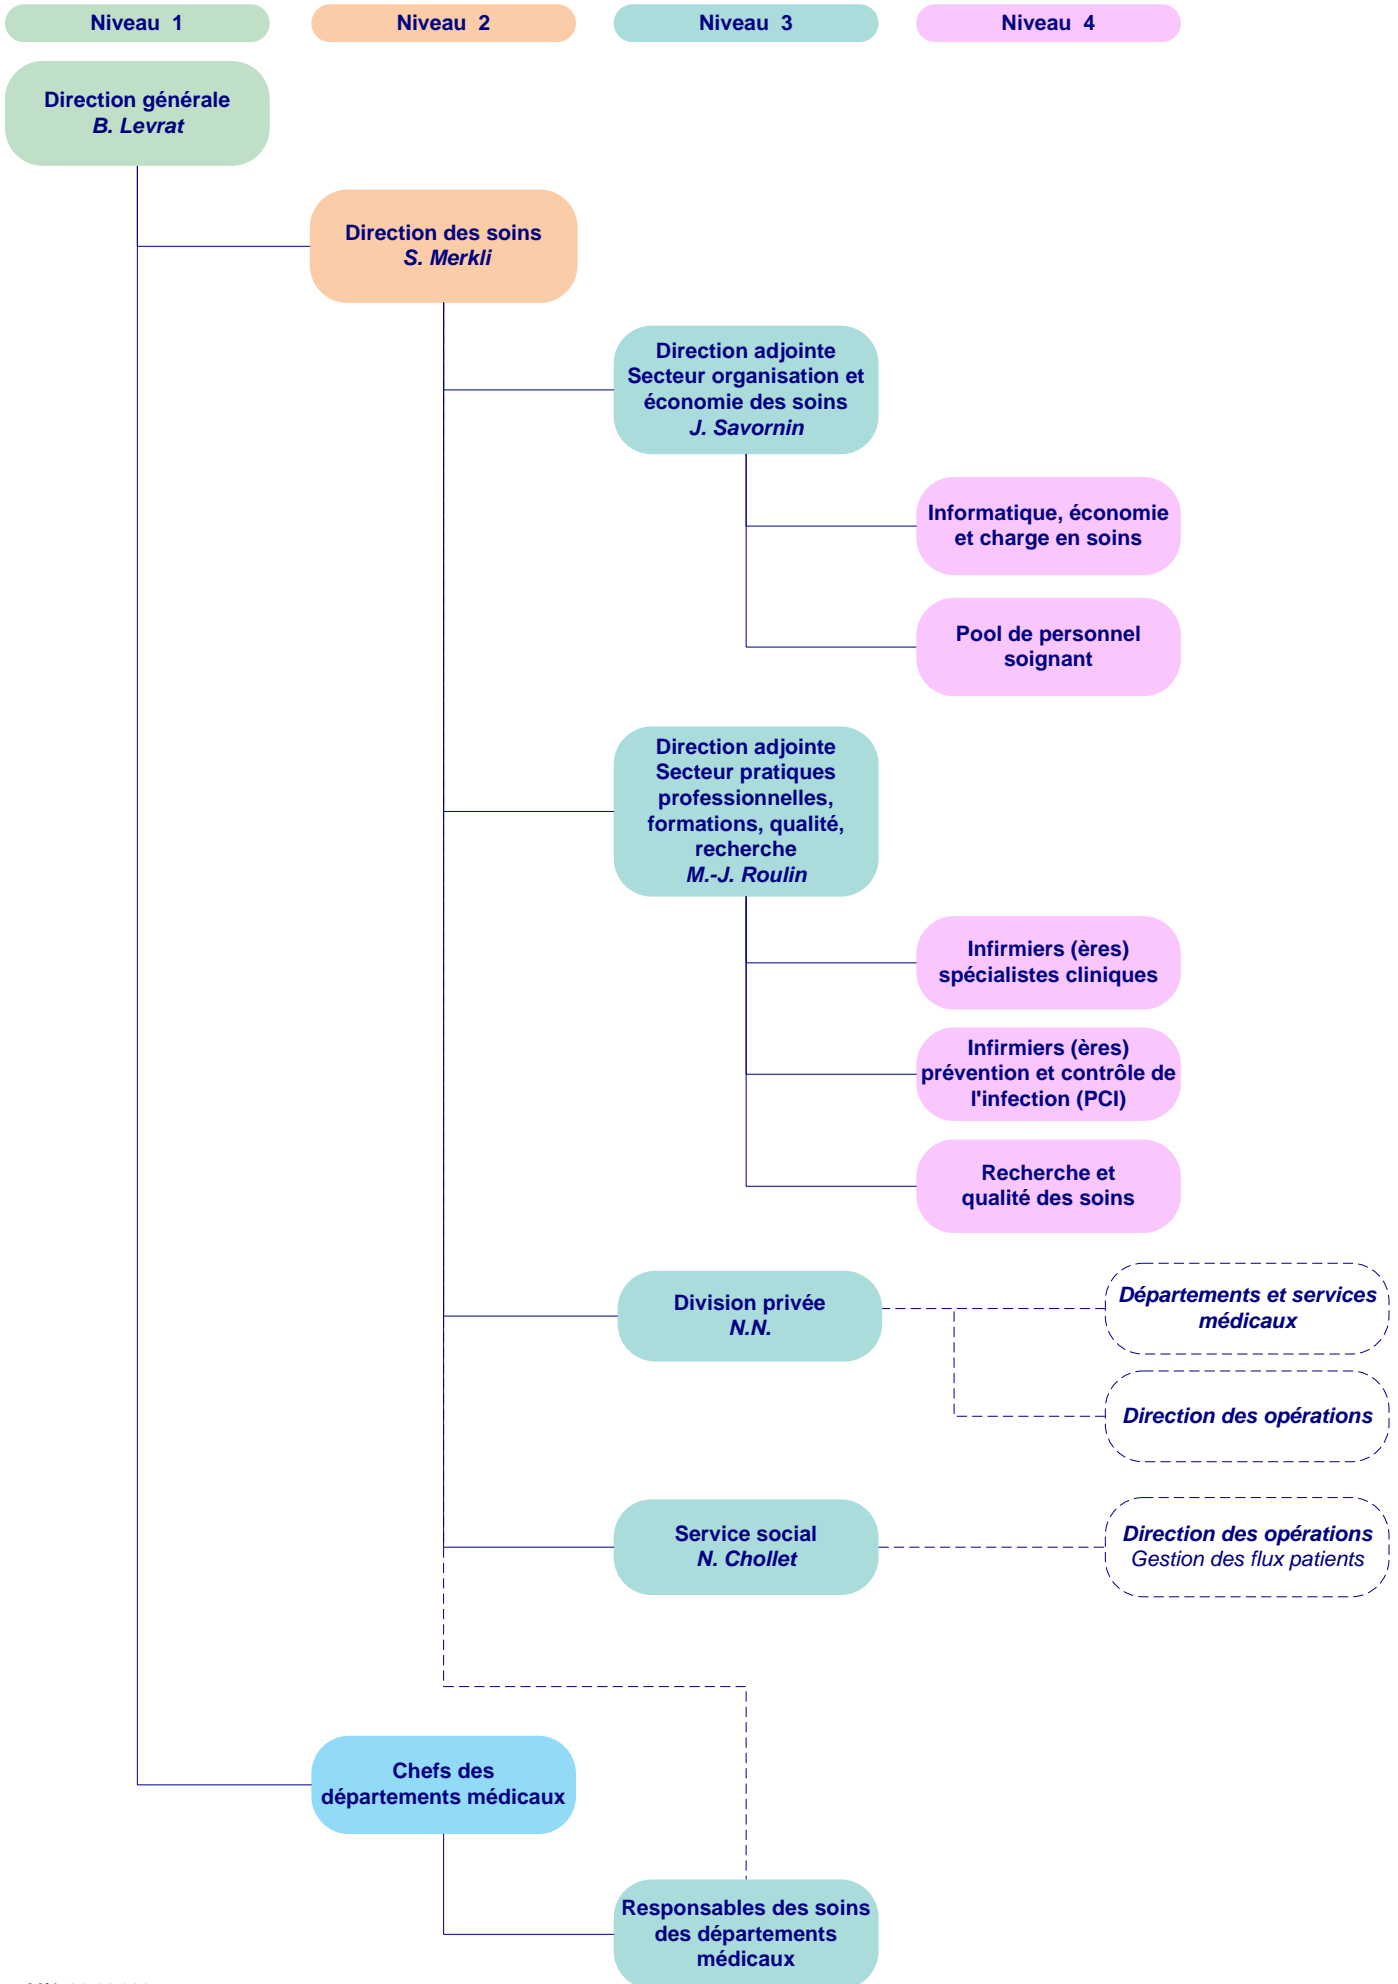 Niveau 1
Niveau 2
Niveau 3
Niveau 4
Direction générale
B. Levrat
Direction des soins
S. Merkli
Direction adjointe
Secteur organisation et
économie des soins
J. Savornin
Informatique, économie
et charge en soins
Pool de personnel
soignant
Direction adjointe
Secteur pratiques
professionnelles,
formations, qualité,
recherche
M.-J. Roulin
Infirmiers (ères)
spécialistes cliniques
Infirmiers (ères)
prévention et contrôle de
l'infection (PCI)
Recherche et
qualité des soins
Division privée
N.N.
Départements et services
médicaux
Direction des opérations
Service social
N. Chollet
Direction des opérations
Gestion des flux patients
Chefs des
départements médicaux
Responsables des soins
des départements
médicaux